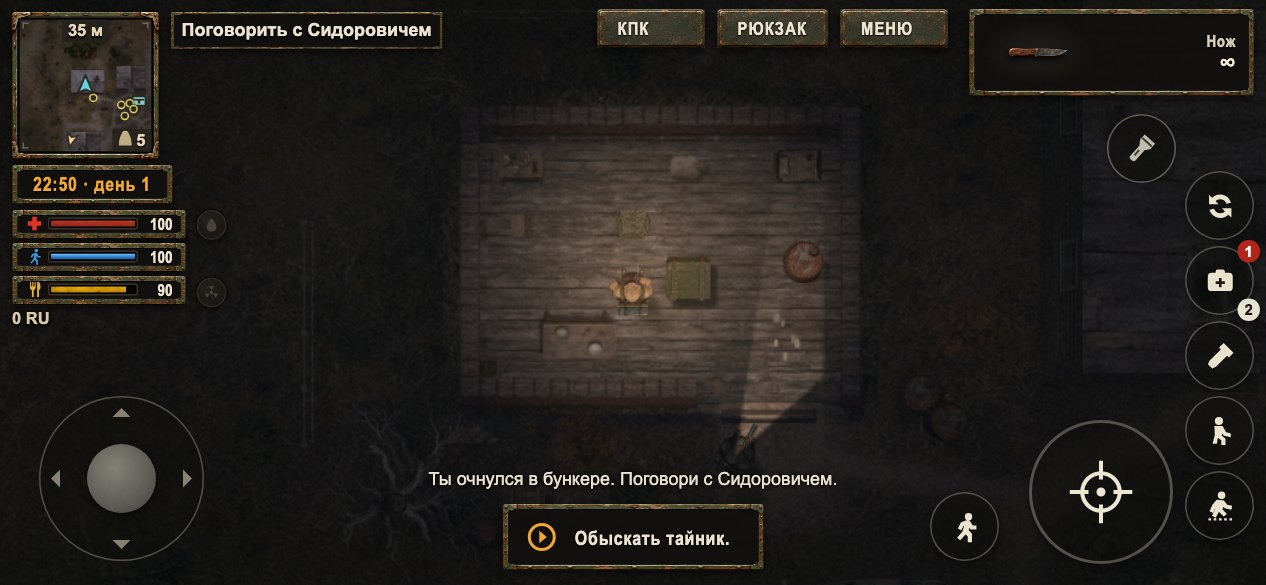 35 м
Поговорить с Сидоровичем
КПК
РЮКЗАК
МЕНЮ
Нож
∞
5
22:50 · день 1
100
100
90
0 RU
1
2
Ты очнулся в бункере. Поговори с Сидоровичем.
Обыскать тайник.